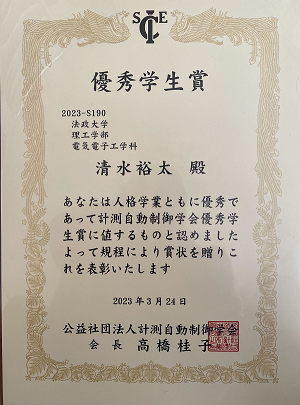 SICE
優秀学生賞
2023-S190
法政大学
理工学部
電気電子工学科
清水裕太 殿
あなたは人格学業ともに優秀で
あって計測自動制御学会優秀学
生賞に値するものと認めました
よって規程により賞状を贈りこ
れを表彰いたします
2023年3月24日
公益社団法人計測自動制御学会
会長 高橋桂子